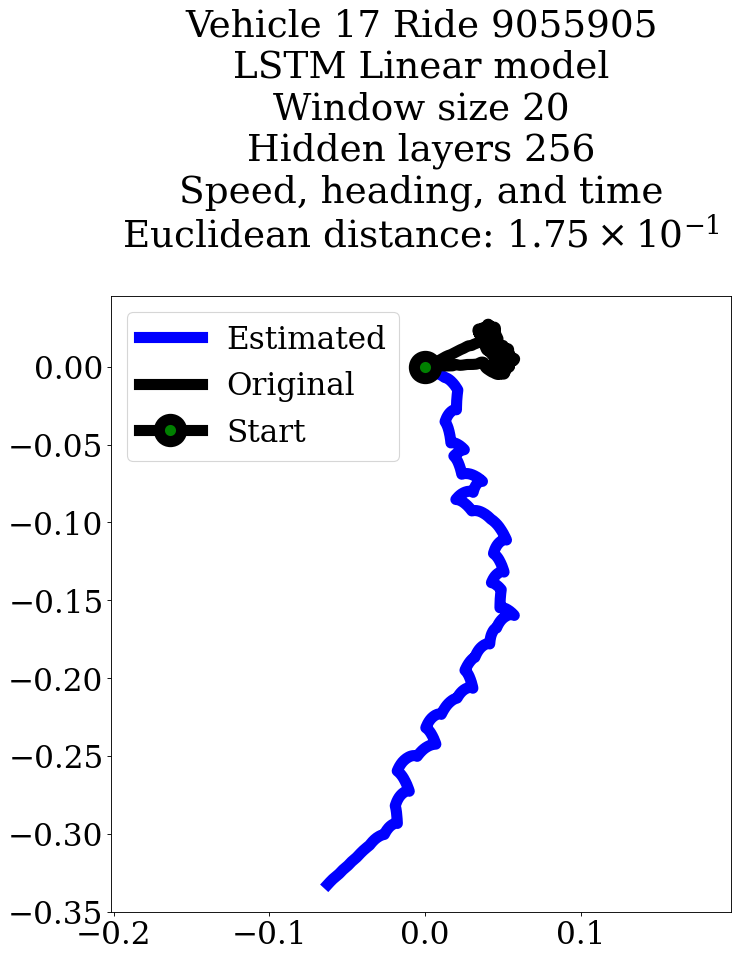 Vehicle 17 Ride 9055905
LSTM Linear model
Window size 20
Hidden layers 256
Speed, heading, and time
Euclidean distance: 1.75 × 10⁻¹
Estimated
Original
Start
0.00
−0.05
−0.10
−0.15
−0.20
−0.25
−0.30
−0.35
−0.2 −0.1 0.0 0.1